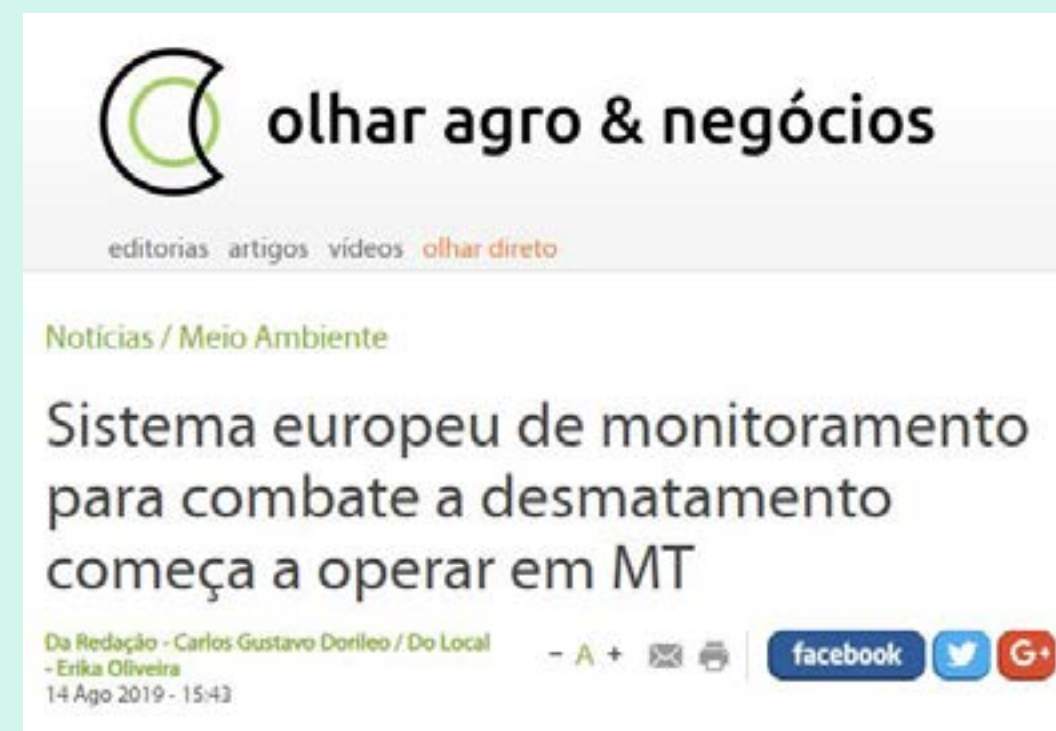 olhar agro & negócios
editorias artigos vídeos olhar direto
Notícias / Meio Ambiente
Sistema europeu de monitoramento
para combate a desmatamento
começa a operar em MT
Da Redação - Carlos Gustavo Dorileo / Do Local
- Erika Oliveira
- A +
facebook
G+
14 Ago 2019 - 15:43